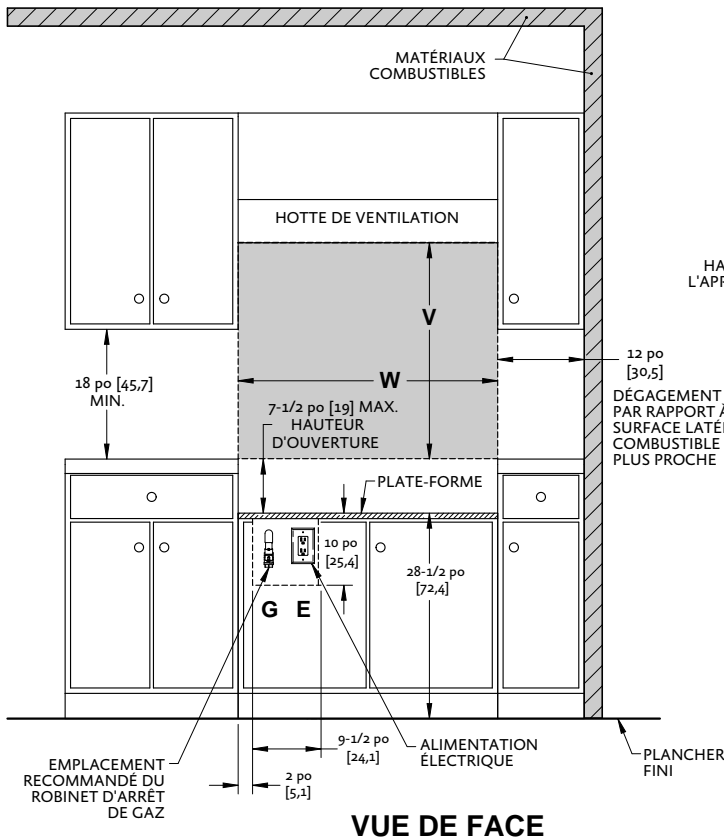 MATÉRIAUX
COMBUSTIBLES
HOTTE DE VENTILATION
V
W
18 po [45,7]
MIN.
7-1/2 po [19] MAX.
HAUTEUR
D'OUVERTURE
12 po
[30,5]
DÉGAGEMENT
PAR RAPPORT À
SURFACE LATÉ
COMBUSTIBLE
PLUS PROCHE
HA
L'APP
PLATE-FORME
10 po
[25,4]
28-1/2 po
[72,4]
G E
9-1/2 po
[24,1]
2 po
[5,1]
ALIMENTATION
ÉLECTRIQUE
EMPLACEMENT
RECOMMANDÉ DU
ROBINET D'ARRÊT
DE GAZ
PLANCHER
FINI
VUE DE FACE